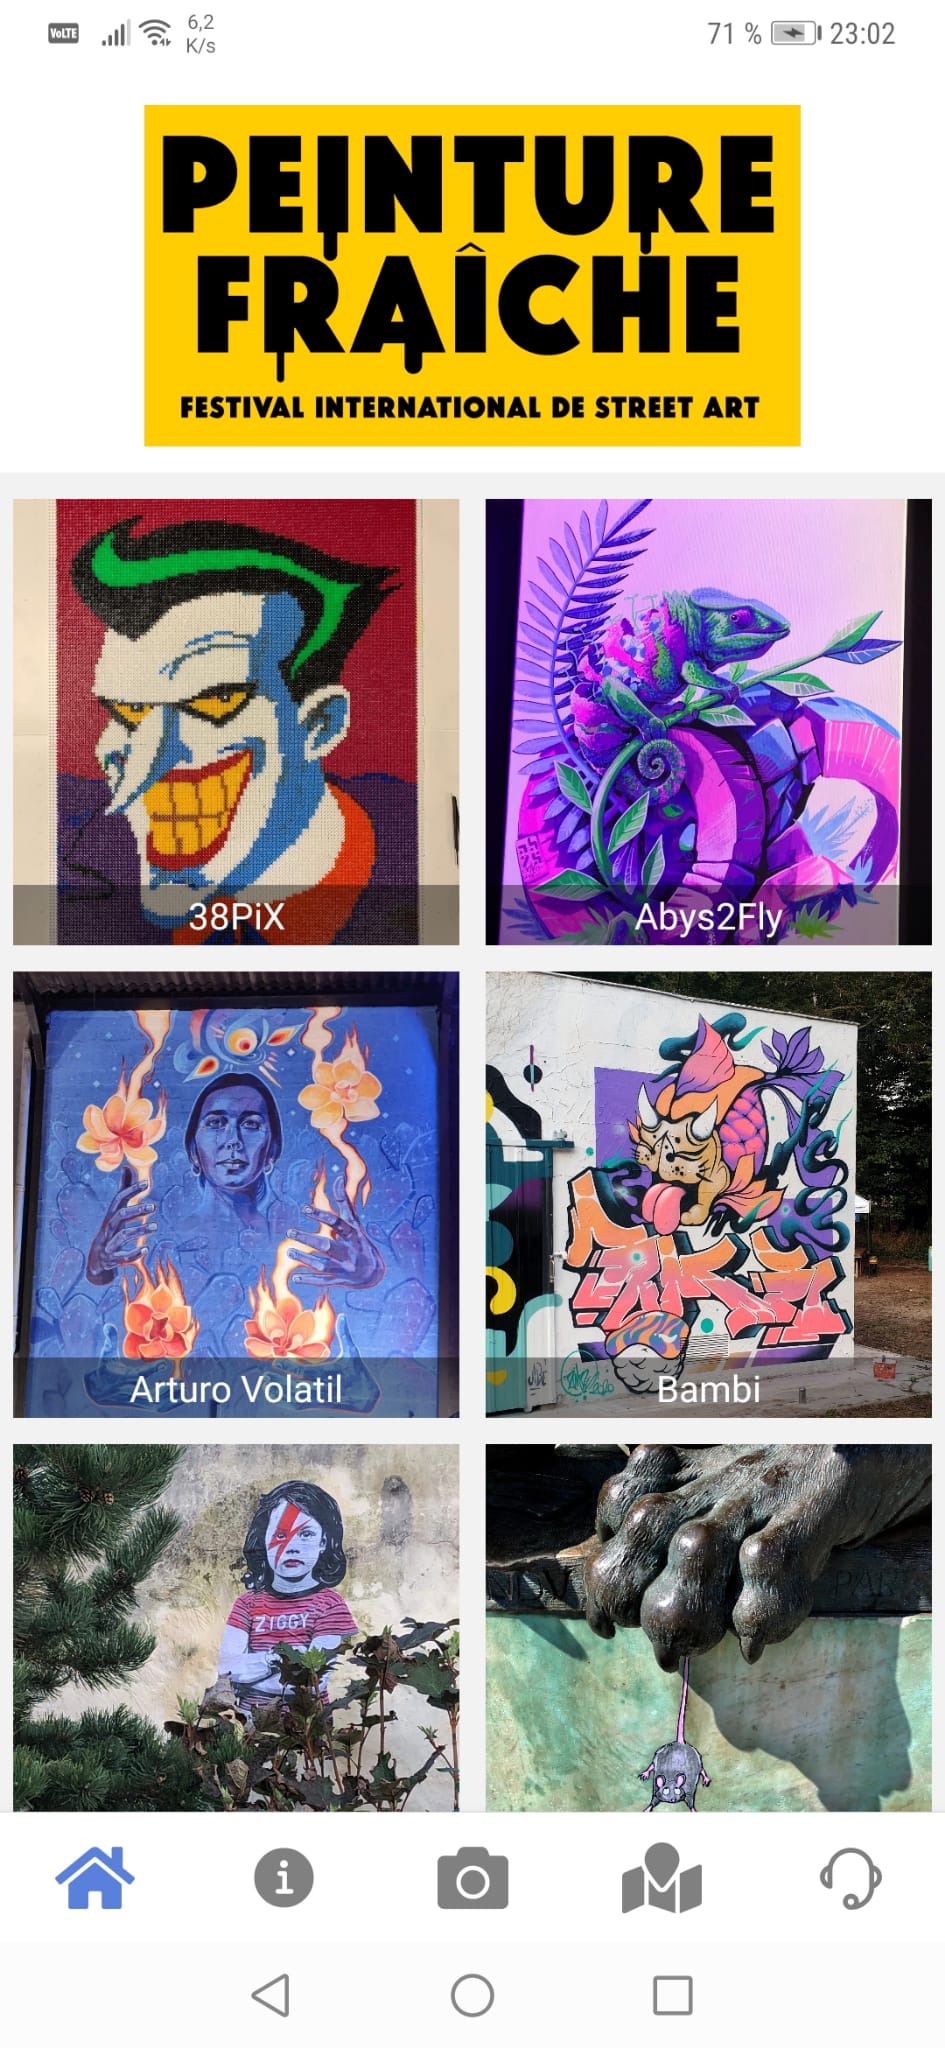 VoLTE
6,2
K/s
71 %
23:02
PEINTURE
FRAÎCHE
FESTIVAL INTERNATIONAL DE STREET ART
38PiX
Abys2Fly
Arturo Volatil
Bambi
ZIGGY